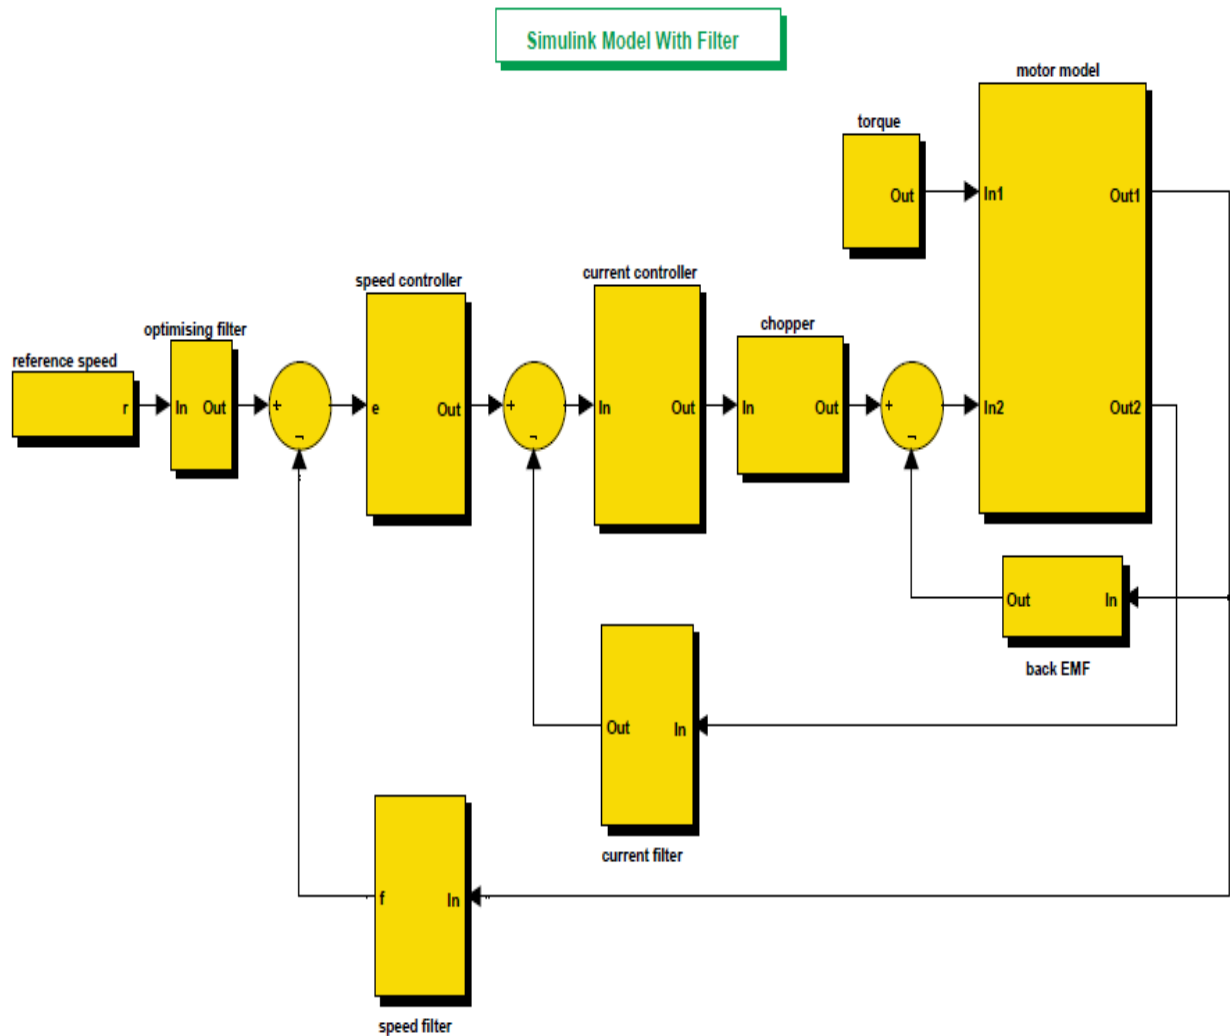 Simulink Model With Filter
motor model
torque
Out
In1
Out1
speed controller
current controller
chopper
optimising filter
reference speed
r
In
Out
+
-
e
Out
+
-
In
Out
In
Out
+
-
In2
Out2
Out
In
back EMF
Out
In
current filter
f
In
speed filter